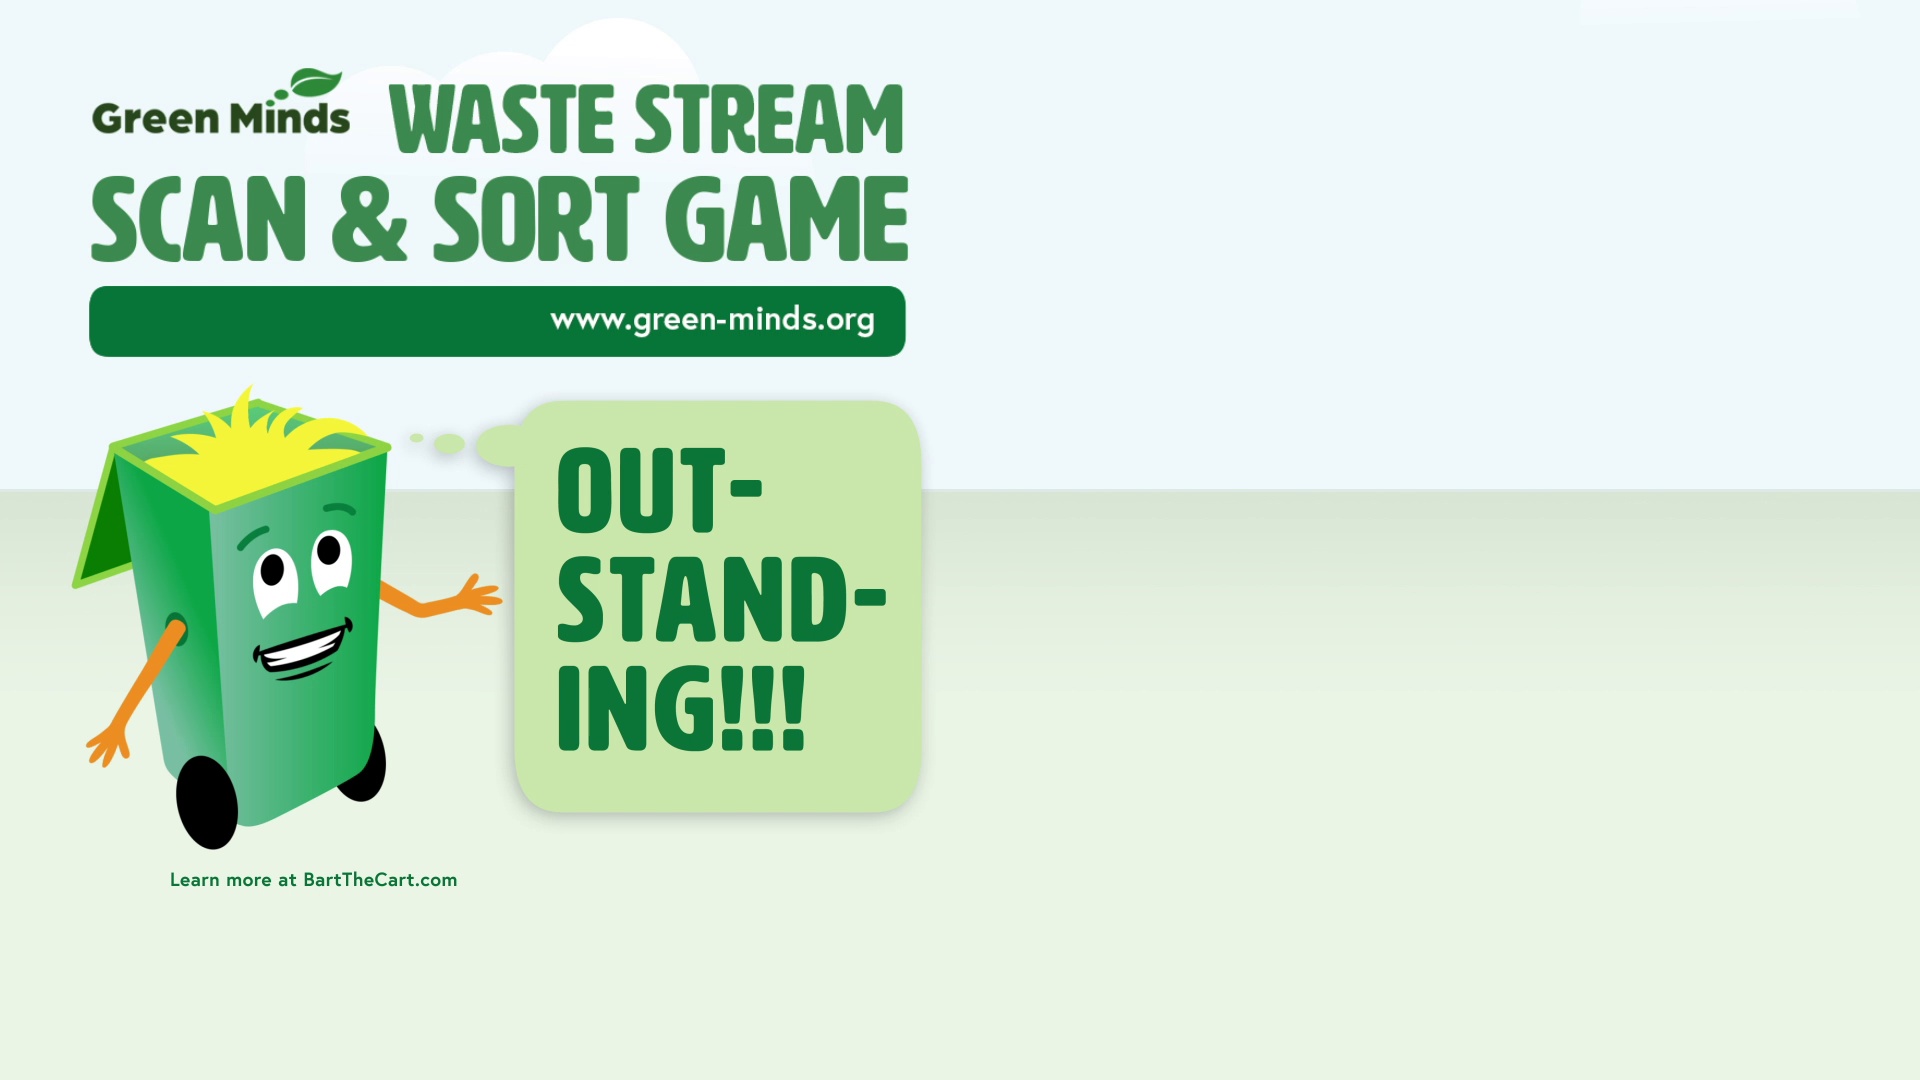 Green Minds WASTE STREAM
SCAN & SORT GAME
www.green-minds.org
OUT-
STAND-
ING!!!
Learn more at BartTheCart.com